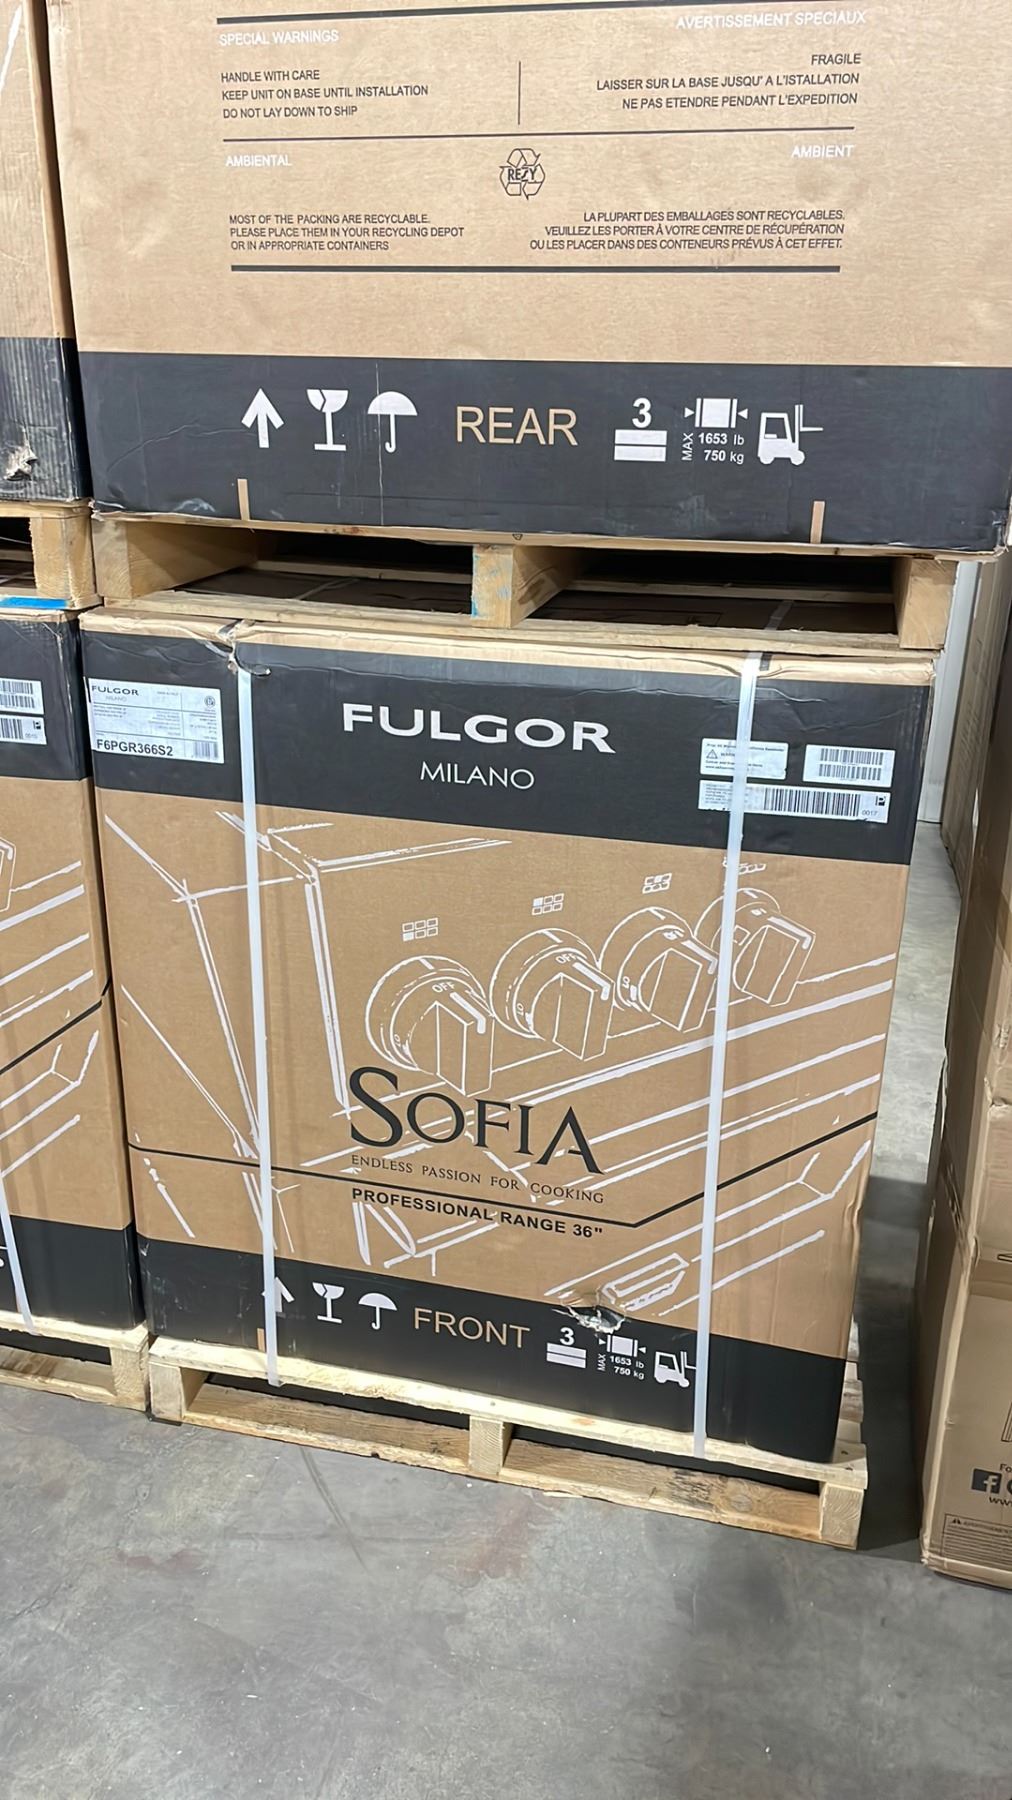 SPECIAL WARNINGS
AVERTISSEMENT SPECIAUX
HANDLE WITH CARE
KEEP UNIT ON BASE UNTIL INSTALLATION
DO NOT LAY DOWN TO SHIP
FRAGILE
LAISSER SUR LA BASE JUSQU' A L'ISTALLATION
NE PAS ETENDRE PENDANT L'EXPEDITION
AMBIENTAL
RESY
AMBIENT
MOST OF THE PACKING ARE RECYCLABLE.
PLEASE PLACE THEM IN YOUR RECYCLING DEPOT
OR IN APPROPRIATE CONTAINERS
LA PLUPART DES EMBALLAGES SONT RECYCLABLES.
VEUILLEZ LES PORTER À VOTRE CENTRE DE RÉCUPÉRATION
OU LES PLACER DANS DES CONTENEURS PRÉVUS À CET EFFET.
REAR
3
MAX 1653 lb
750 kg
FULGOR
MILANO
F6PGR366S2
FULGOR
MILANO
0017
OFF
OFF
SOFIA
ENDLESS PASSION FOR COOKING
PROFESSIONAL RANGE 36"
FRONT
3
MAX 1653 lb
750 kg